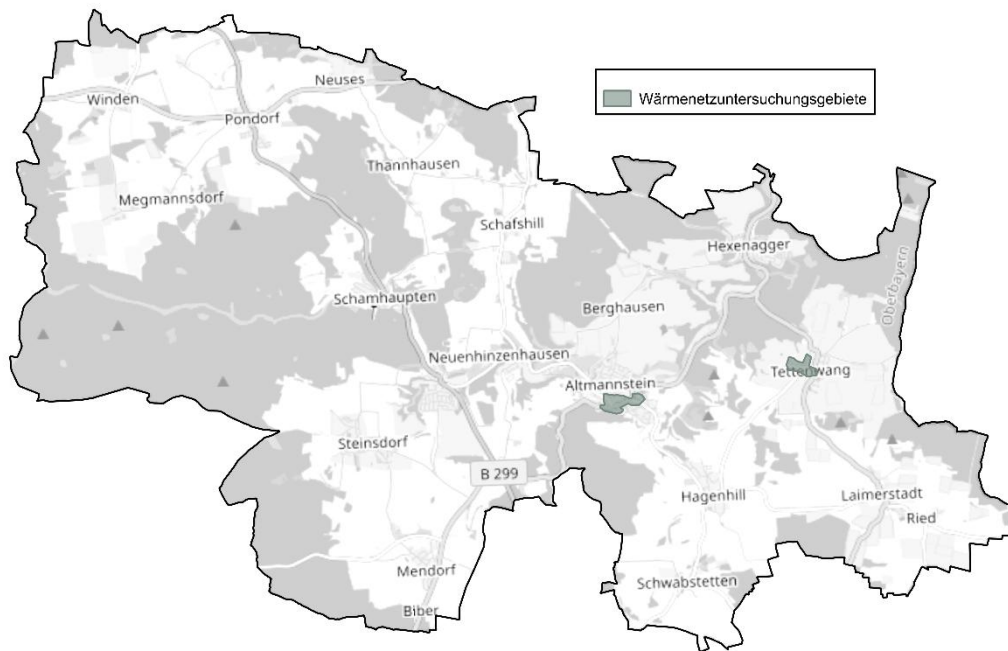 Wärmenetzuntersuchungsgebiete
Neuses
Winden
Pondorf
Thannhausen
Megmannsdorf
Schafshill
Hexenagger
Oberbayern
Schamhaupten
Berghausen
Neuenhinzenhausen
Tettenwang
Altmannstein
Steinsdorf
B 299
Hagenhill
Laimerstadt
Ried
Mendorf
Schwabstetten
Biber